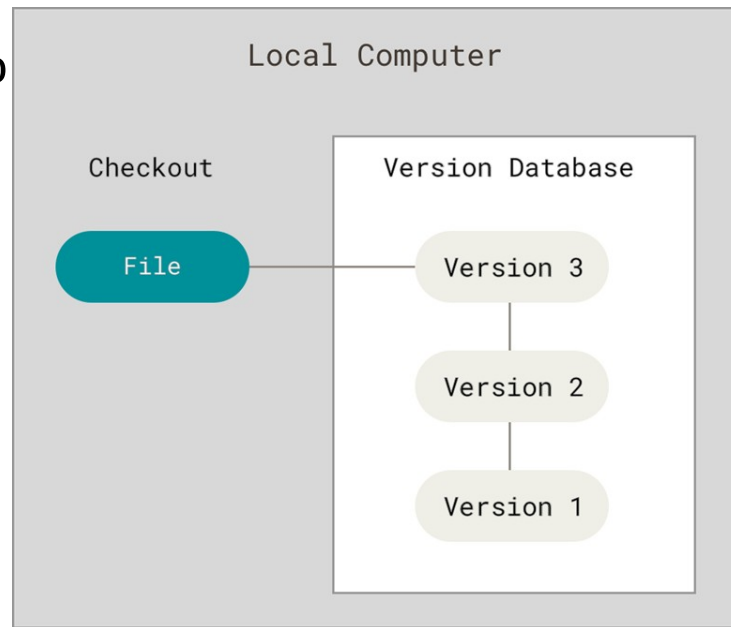 Local Computer
Checkout
Version Database
File
Version 3
Version 2
Version 1